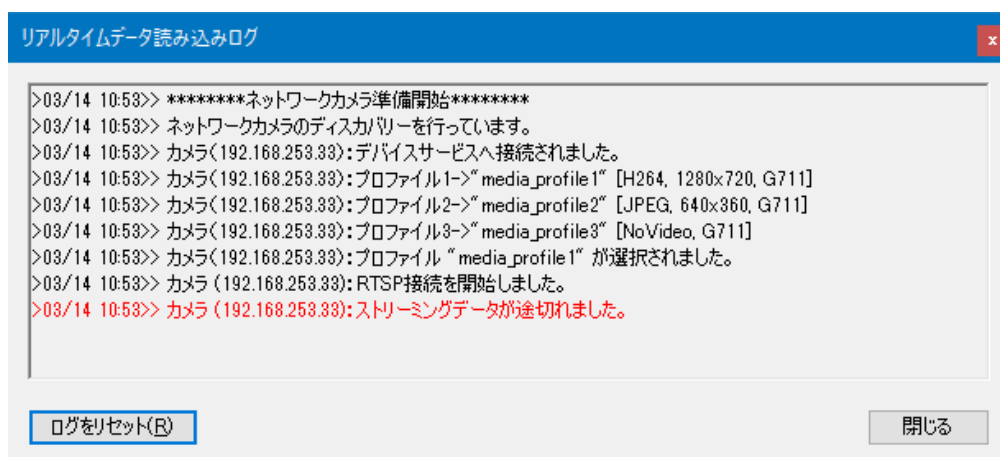 リアルタイムデータ読み込みログ
x
>03/14 10:53>> ********ネットワークカメラ準備開始********
>03/14 10:53>> ネットワークカメラのディスカバリーを行っています。
>03/14 10:53>> カメラ(192.168.253.33):デバイスサービスへ接続されました。
>03/14 10:53>> カメラ(192.168.253.33):プロファイル1->"media_profile1" [H264, 1280x720, G711]
>03/14 10:53>> カメラ(192.168.253.33):プロファイル2->"media_profile2" [JPEG, 640x360, G711]
>03/14 10:53>> カメラ(192.168.253.33):プロファイル3->"media_profile3" [NoVideo, G711]
>03/14 10:53>> カメラ(192.168.253.33):プロファイル "media_profile1" が選択されました。
>03/14 10:53>> カメラ (192.168.253.33): RTSP接続を開始しました。
>03/14 10:53>> カメラ (192.168.253.33): ストリーミングデータが途切れました。
ログをリセット(R)
閉じる